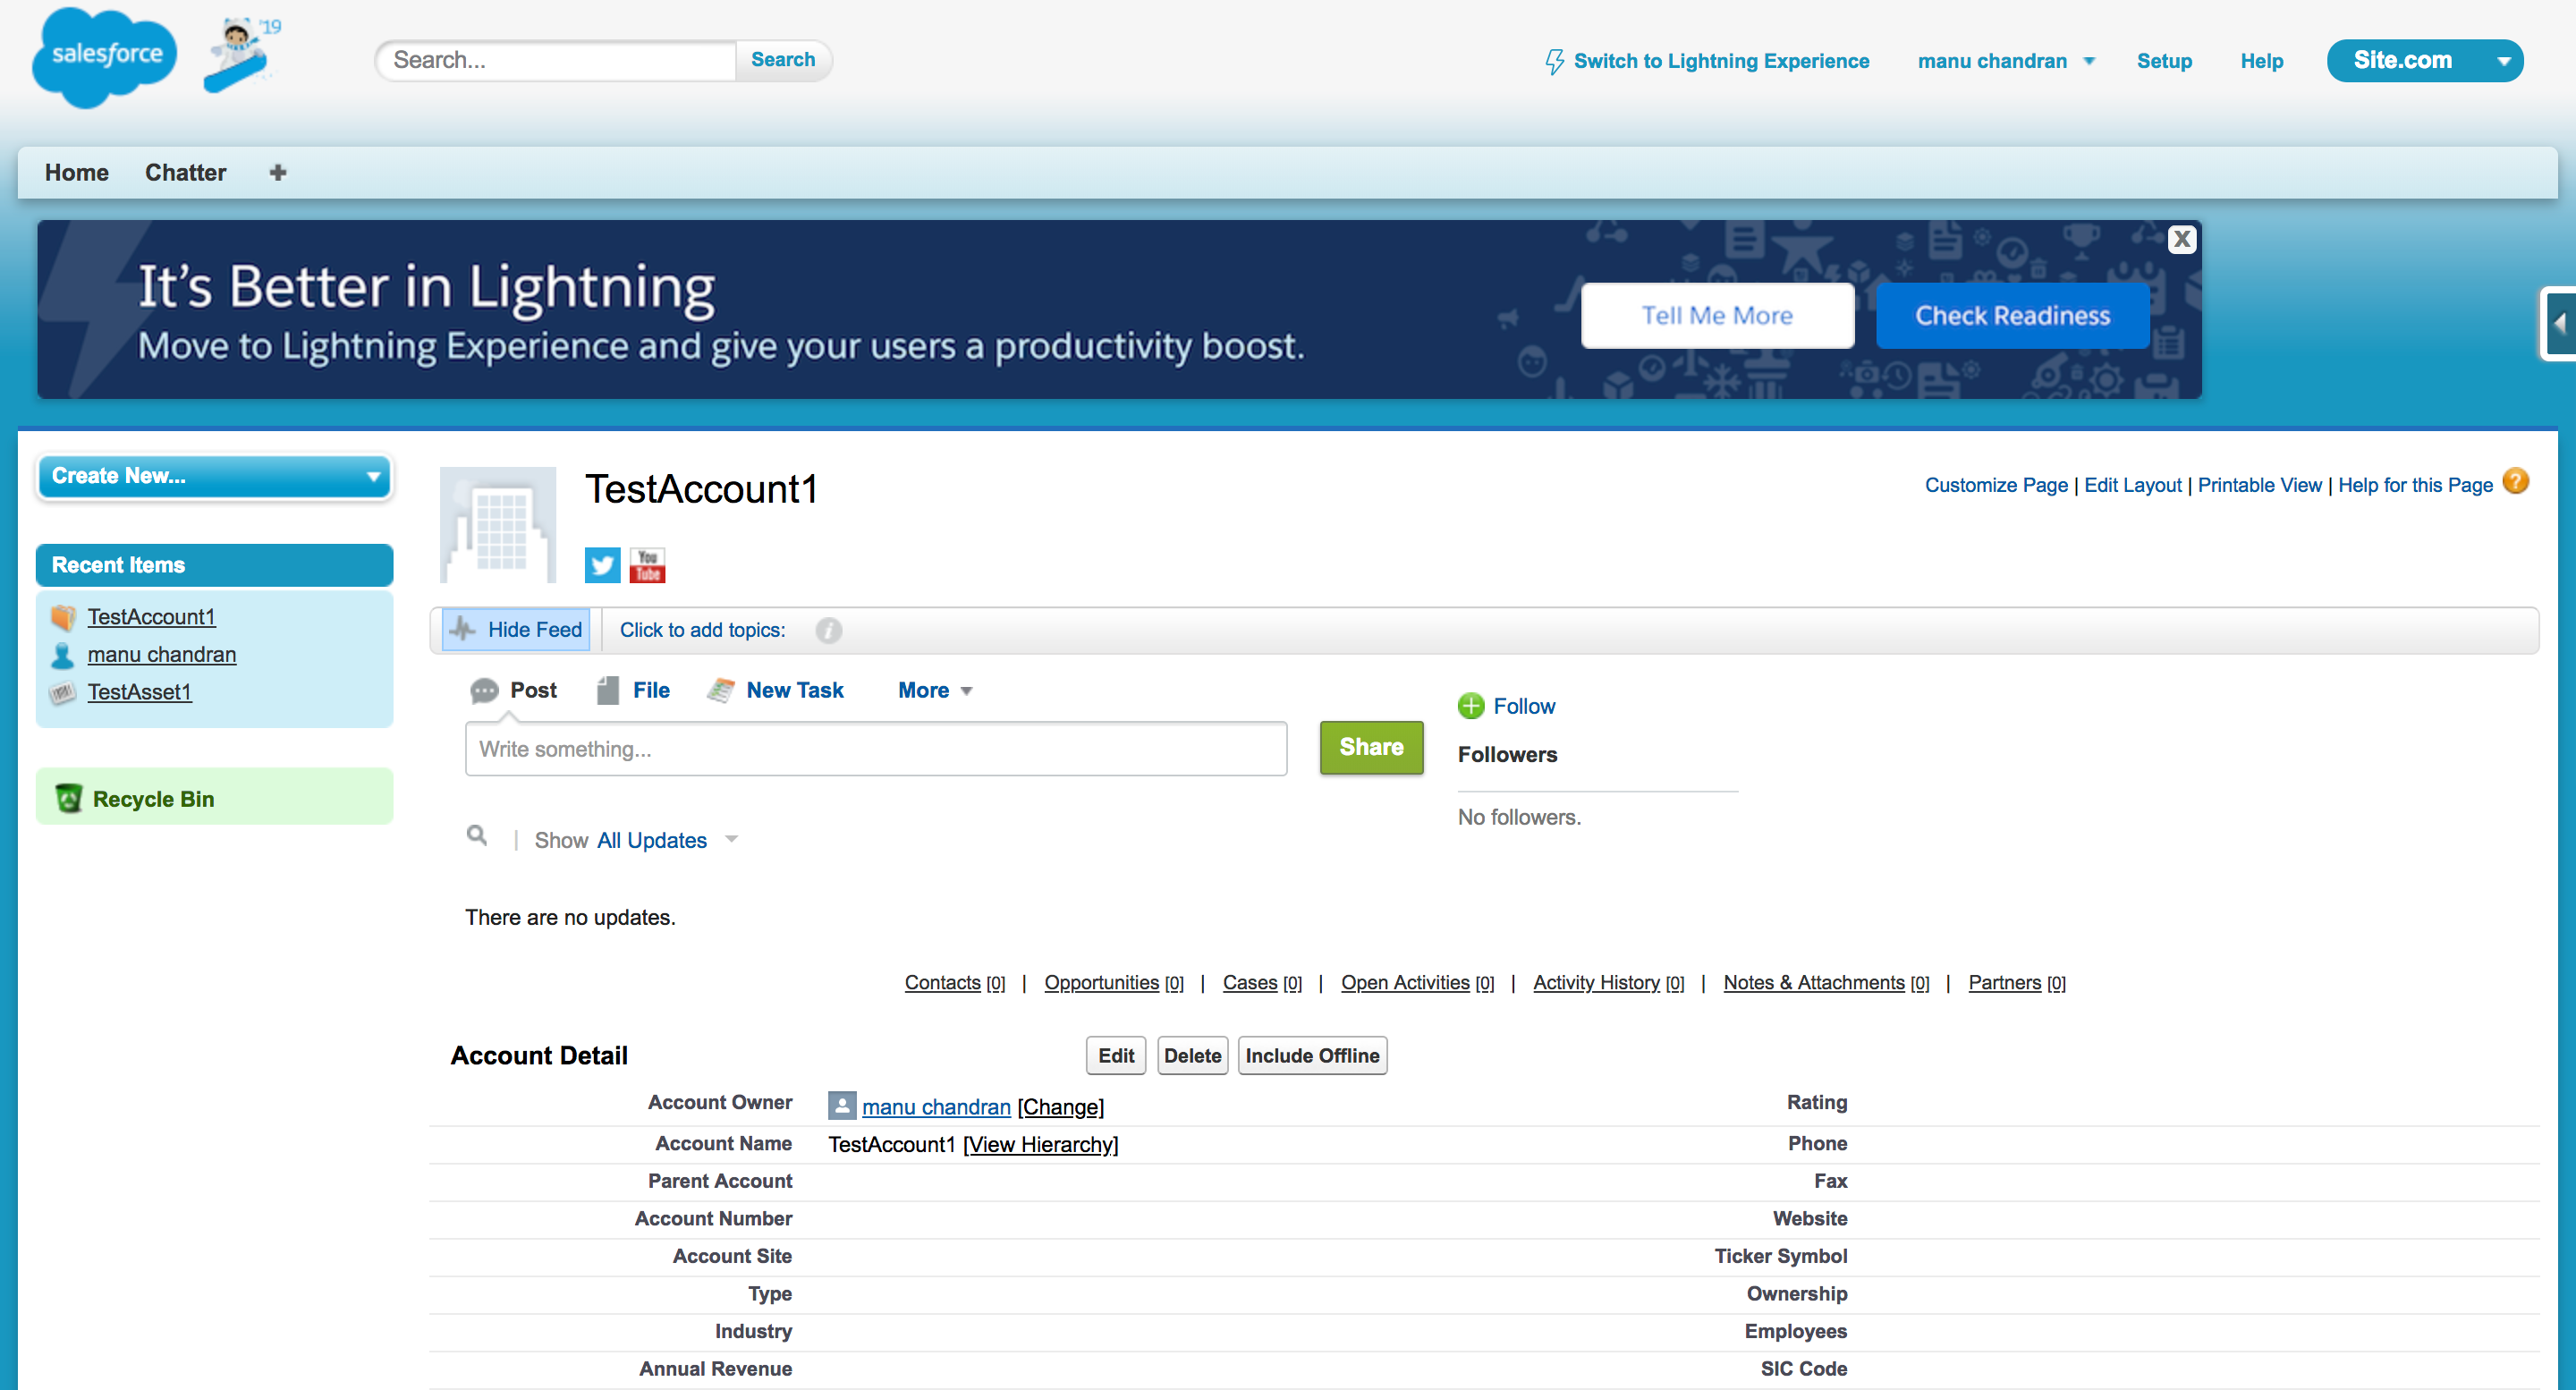 salesforce
'19
Search...
Search
Switch to Lightning Experience
manu chandran
Setup
Help
Site.com
Home
Chatter
It's Better in Lightning
Move to Lightning Experience and give your users a productivity boost.
Tell Me More
Check Readiness
X
Create New...
Recent Items
TestAccount1
manu chandran
TestAsset1
Recycle Bin
TestAccount1
Customize Page | Edit Layout | Printable View | Help for this Page ?
You
Tube
Hide Feed
Click to add topics:
i
Post
File
New Task
More
Write something...
Share
Follow
Followers
No followers.
| Show All Updates
There are no updates.
Contacts [0] | Opportunities [0] | Cases [0] | Open Activities [0] | Activity History [0] | Notes & Attachments [0] | Partners [0]
Account Detail
Edit
Delete
Include Offline
Account Owner manu chandran [Change] Rating
Account Name TestAccount1 [View Hierarchy] Phone
Parent Account Fax
Account Number Website
Account Site Ticker Symbol
Type Ownership
Industry Employees
Annual Revenue SIC Code